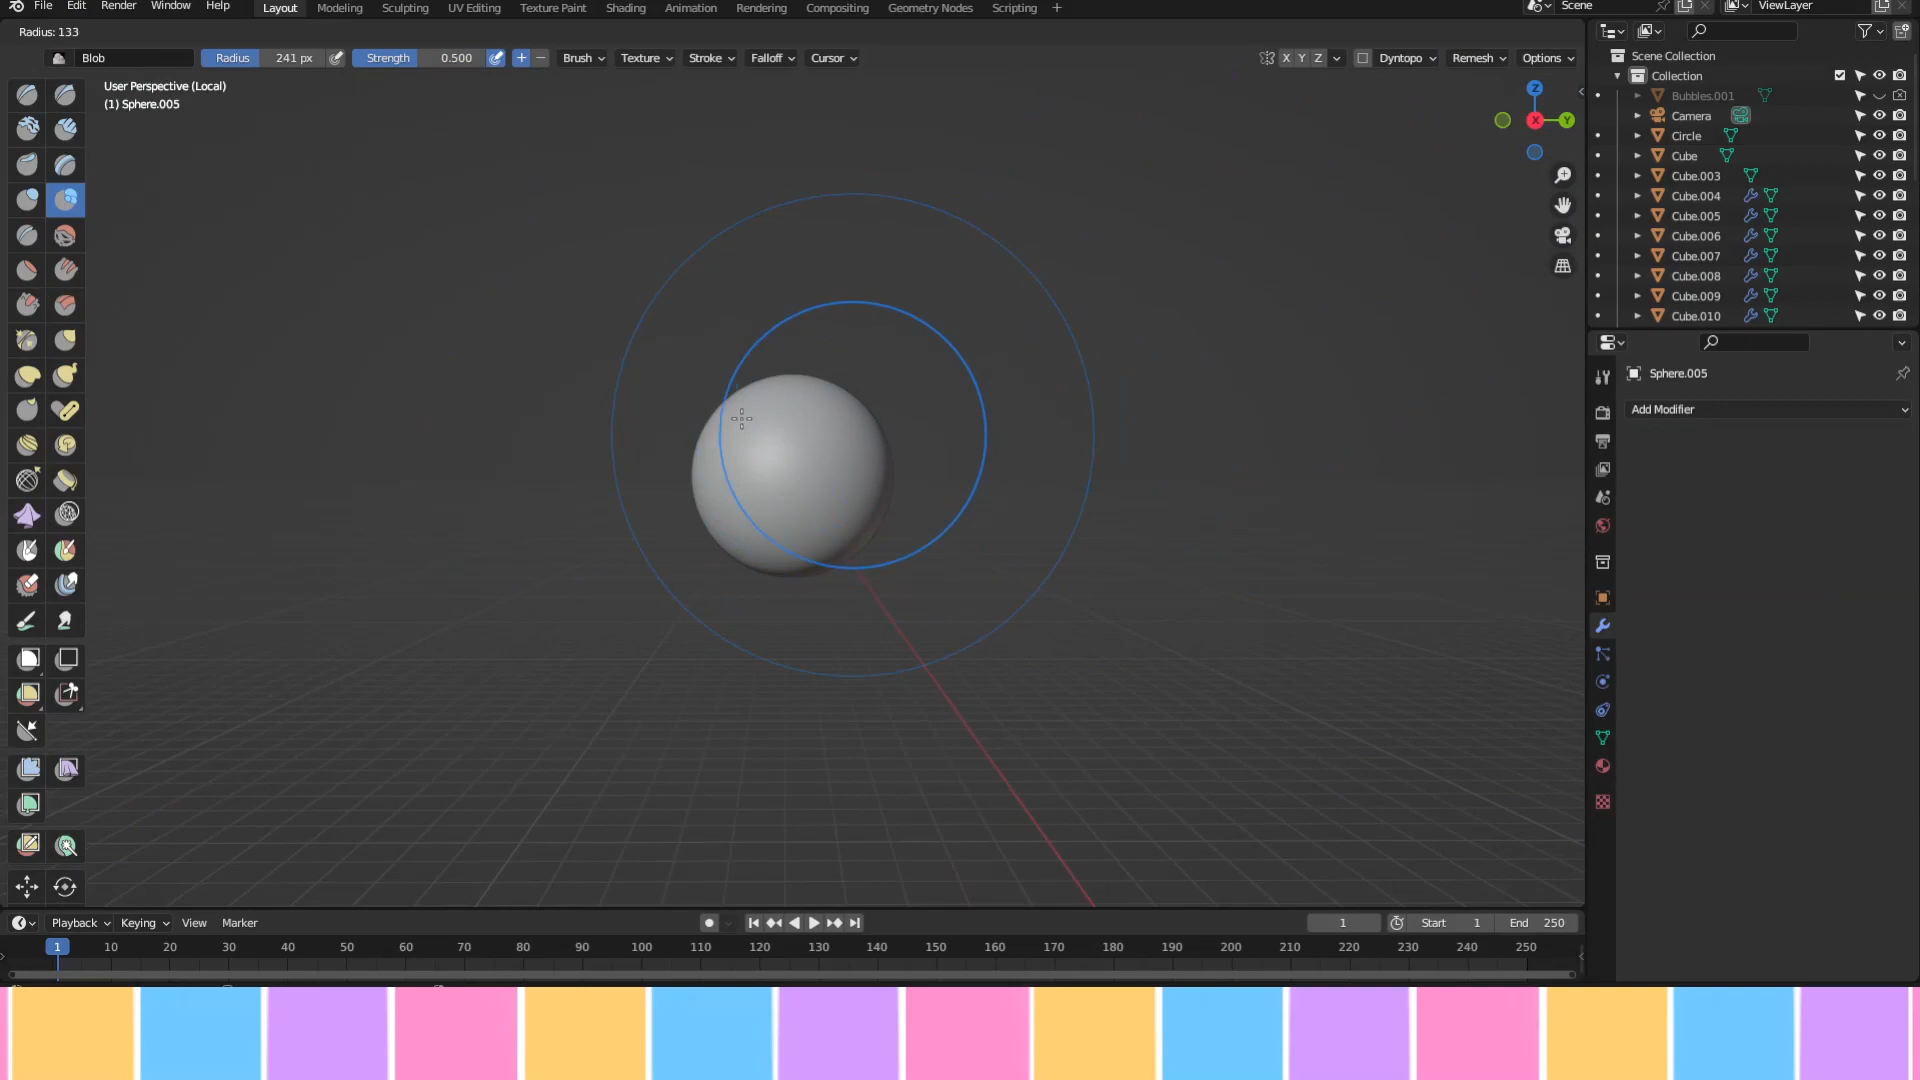 File Edit Render Window Help Layout Modeling Sculpting UV Editing Texture Paint Shading Animation Rendering Compositing Geometry Nodes Scripting + Scene ViewLayer
Radius: 133
Blob Radius 241 px Strength 0.500 + − Brush Texture Stroke Falloff Cursor X Y Z Dyntopo Remesh Options
User Perspective (Local)
(1) Sphere.005
Z
X
Y
Scene Collection
Collection
Bubbles.001
Camera
Circle
Cube
Cube.003
Cube.004
Cube.005
Cube.006
Cube.007
Cube.008
Cube.009
Cube.010
Sphere.005
Add Modifier
Playback Keying View Marker 1 Start 1 End 250
1 10 20 30 40 50 60 70 80 90 100 110 120 130 140 150 160 170 180 190 200 210 220 230 240 250